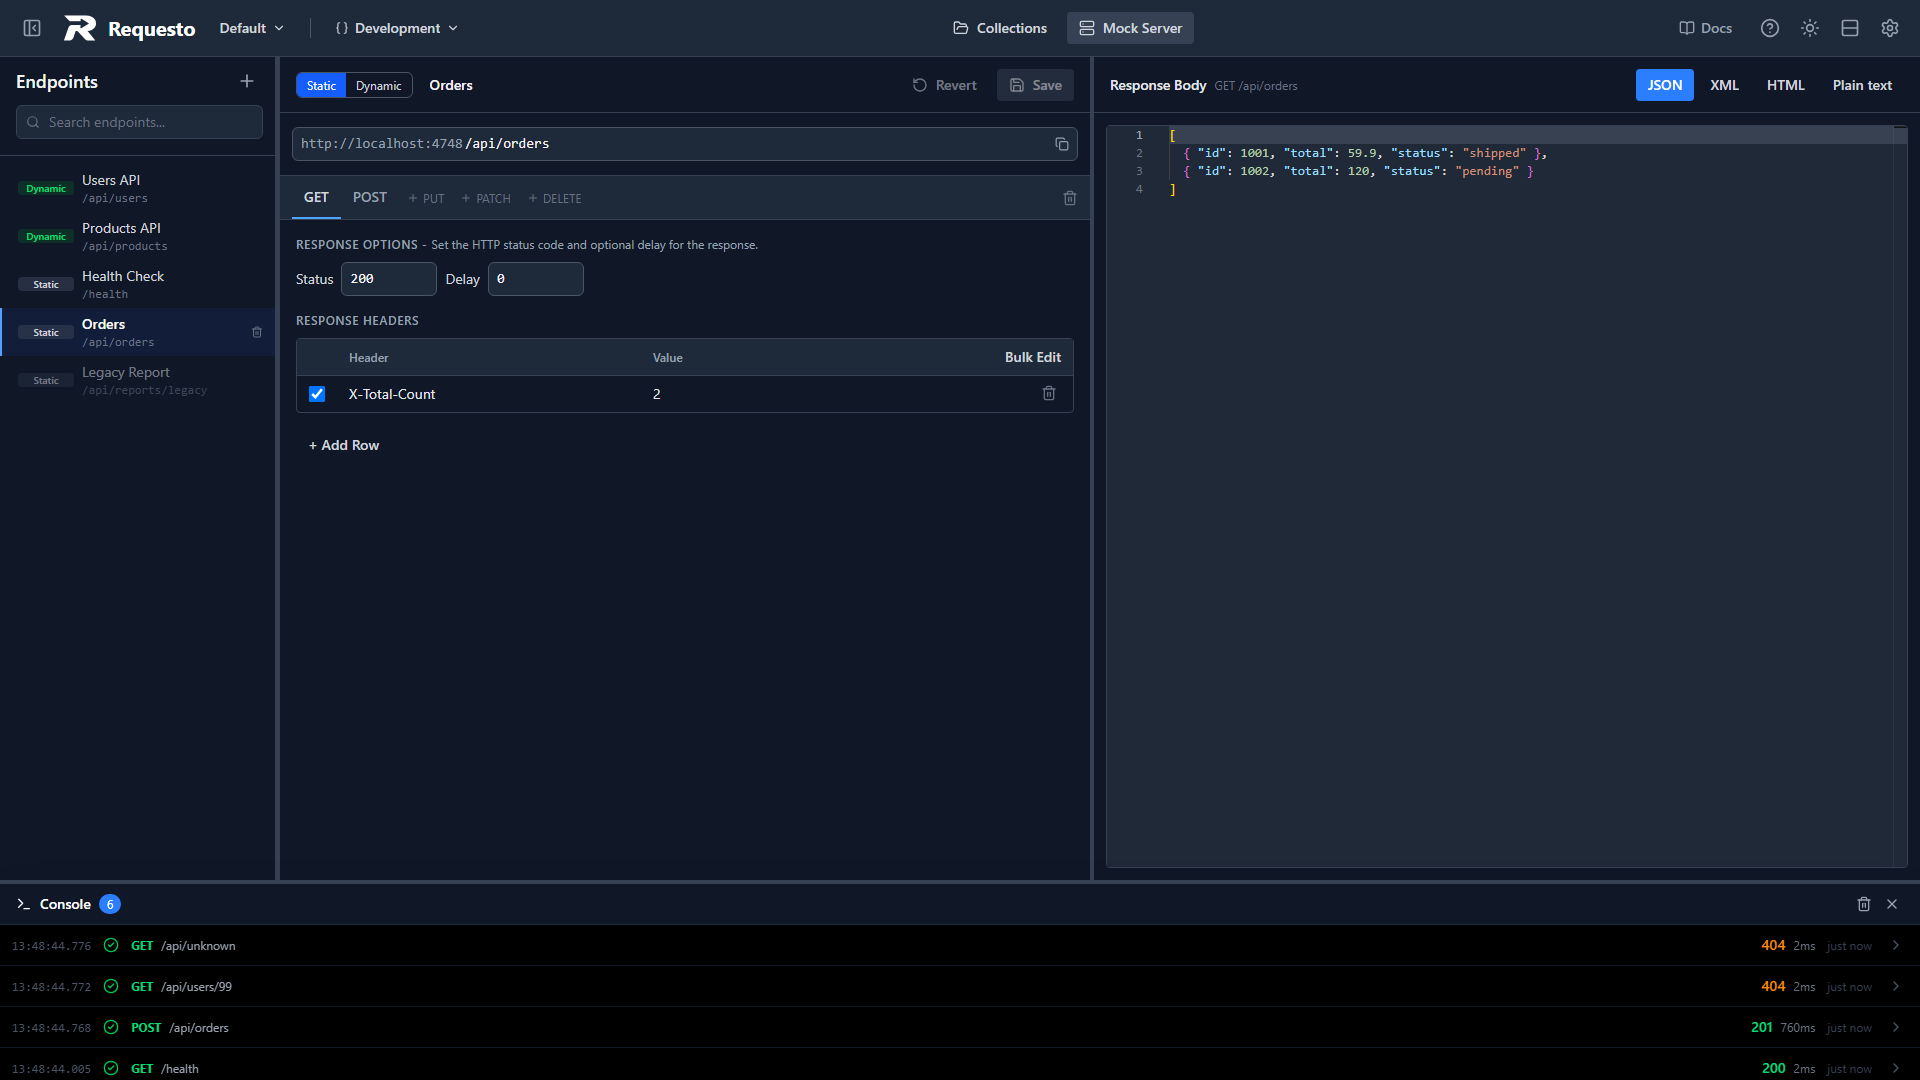 Requesto Default {} Development Collections Mock Server Docs
Endpoints
Search endpoints...
Dynamic Users API
/api/users
Dynamic Products API
/api/products
Static Health Check
/health
Static Orders
/api/orders
Static Legacy Report
/api/reports/legacy
Static Dynamic Orders Revert Save
http://localhost:4748/api/orders
GET POST + PUT + PATCH + DELETE
RESPONSE OPTIONS - Set the HTTP status code and optional delay for the response.
Status 200 Delay 0
RESPONSE HEADERS
Header Value Bulk Edit
X-Total-Count 2
+ Add Row
Response Body GET /api/orders JSON XML HTML Plain text
1 [
2 { "id": 1001, "total": 59.9, "status": "shipped" },
3 { "id": 1002, "total": 120, "status": "pending" }
4 ]
Console 6
13:48:44.776 GET /api/unknown 404 2ms just now
13:48:44.772 GET /api/users/99 404 2ms just now
13:48:44.768 POST /api/orders 201 760ms just now
13:48:44.005 GET /health 200 2ms just now